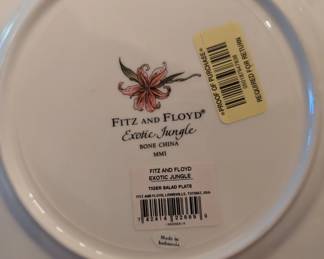 *PROOF OF PURCHASE*
REQUIRED FOR RETURN
FITZ AND FLOYD®
Exotic Jungle
BONE CHINA
MMI
FITZ AND FLOYD
EXOTIC JUNGLE
TIGER SALAD PLATE
Made in
Indonesia